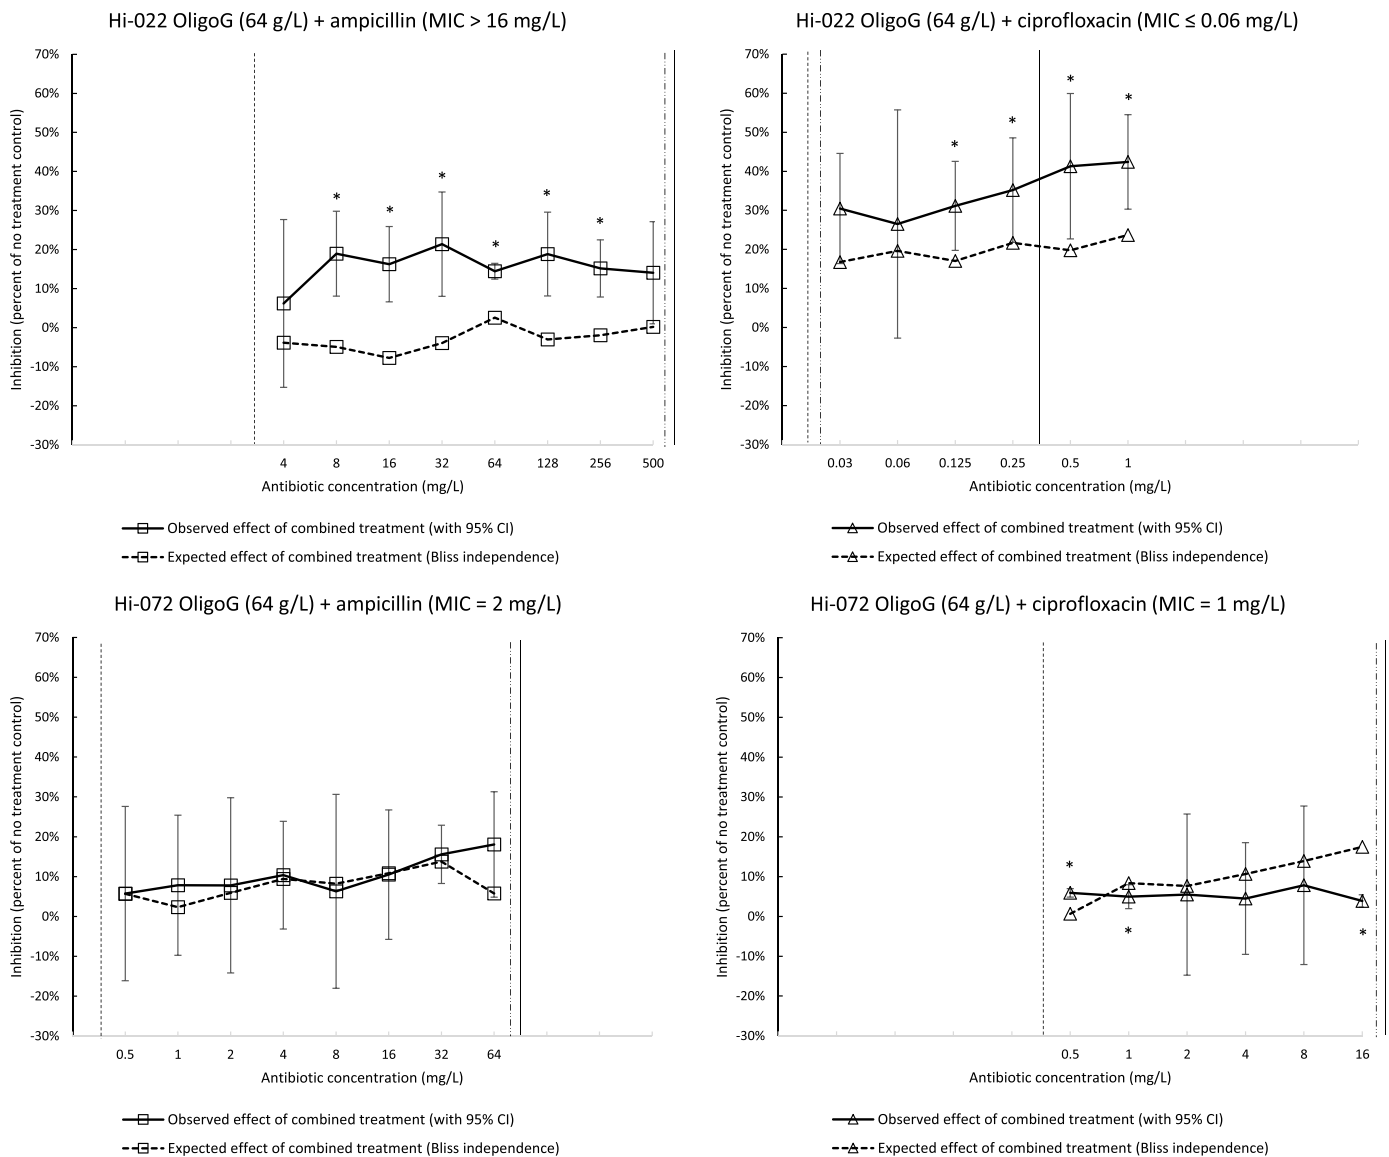 Hi-022 OligoG (64 g/L) + ampicillin (MIC > 16 mg/L)
70%
60%
50%
40%
30%
20%
10%
0%
-10%
-20%
-30%
Inhibition (percent of no treatment control)
* * * * * *
4 8 16 32 64 128 256 500
Antibiotic concentration (mg/L)
Observed effect of combined treatment (with 95% CI)
Expected effect of combined treatment (Bliss independence)
Hi-022 OligoG (64 g/L) + ciprofloxacin (MIC ≤ 0.06 mg/L)
70%
60%
50%
40%
30%
20%
10%
0%
-10%
-20%
-30%
Inhibition (percent of no treatment control)
* * * *
0.03 0.06 0.125 0.25 0.5 1
Antibiotic concentration (mg/L)
Observed effect of combined treatment (with 95% CI)
Expected effect of combined treatment (Bliss independence)
Hi-072 OligoG (64 g/L) + ampicillin (MIC = 2 mg/L)
70%
60%
50%
40%
30%
20%
10%
0%
-10%
-20%
-30%
Inhibition (percent of no treatment control)
0.5 1 2 4 8 16 32 64
Antibiotic concentration (mg/L)
Observed effect of combined treatment (with 95% CI)
Expected effect of combined treatment (Bliss independence)
Hi-072 OligoG (64 g/L) + ciprofloxacin (MIC = 1 mg/L)
70%
60%
50%
40%
30%
20%
10%
0%
-10%
-20%
-30%
Inhibition (percent of no treatment control)
* * *
0.5 1 2 4 8 16
Antibiotic concentration (mg/L)
Observed effect of combined treatment (with 95% CI)
Expected effect of combined treatment (Bliss independence)